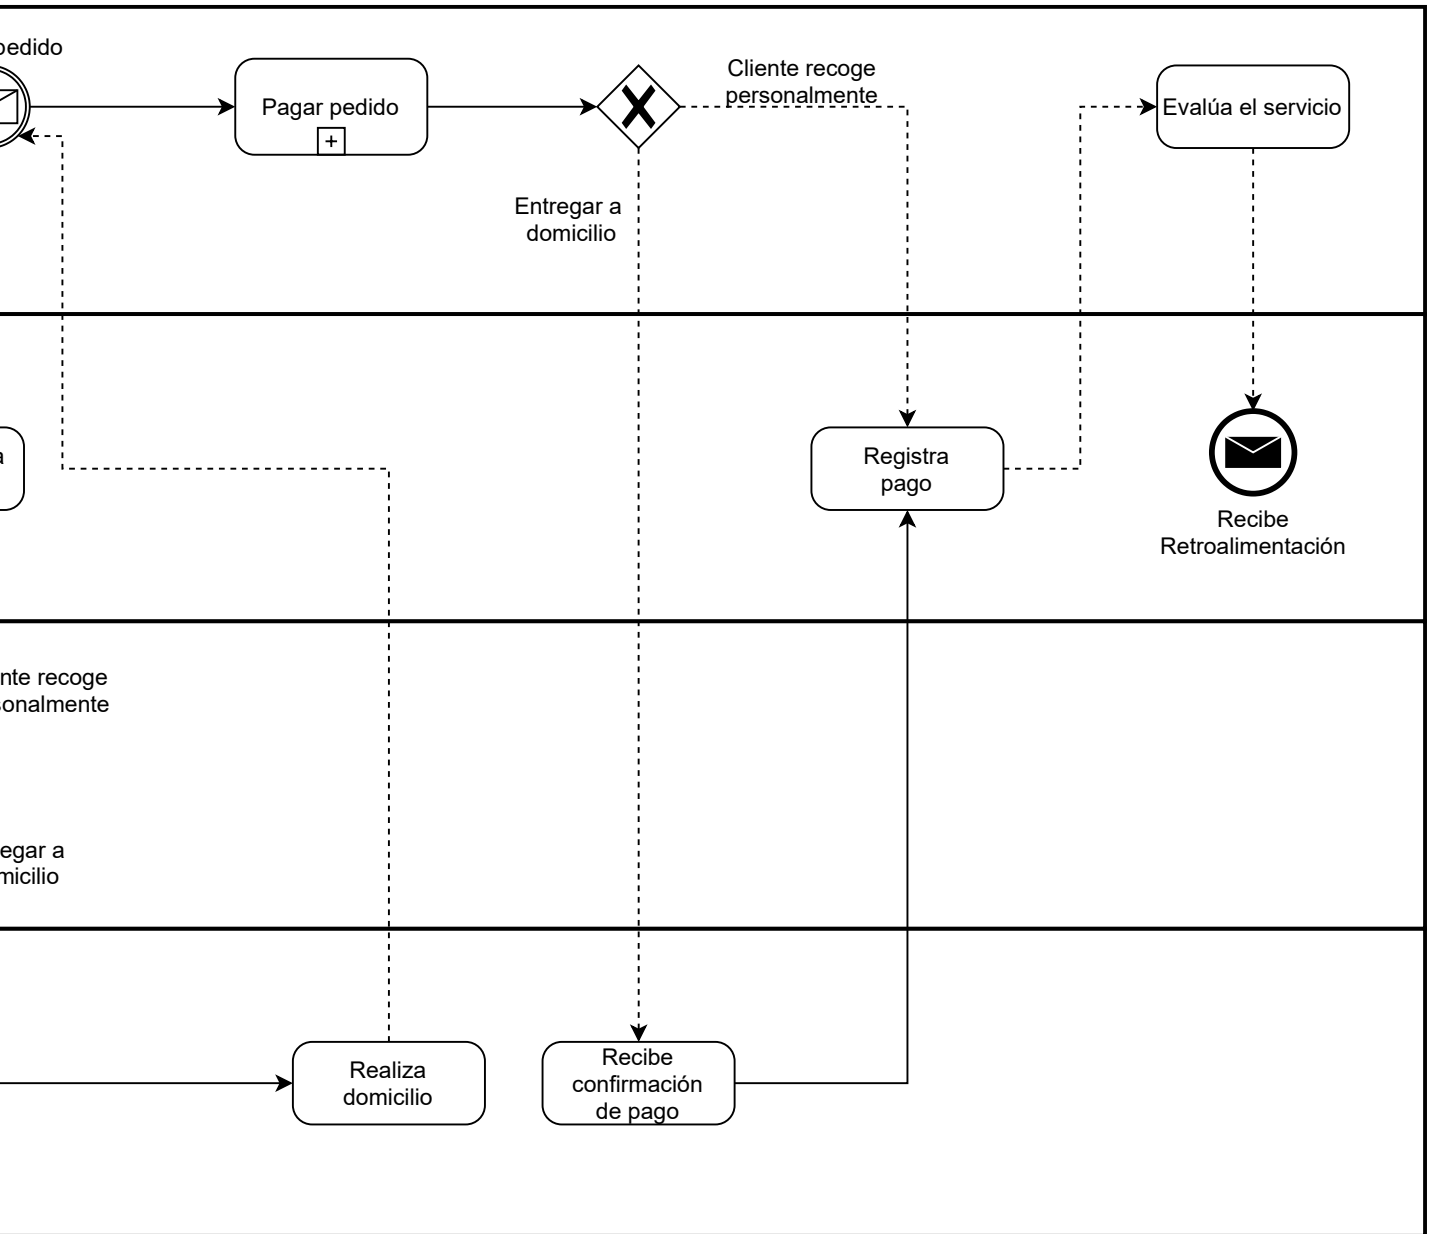 pedido
Pagar pedido
+
Cliente recoge
personalmente
Evalúa el servicio
Entregar a
domicilio
a
Registra
pago
Recibe
Retroalimentación
nte recoge
sonalmente
egar a
micilio
Realiza
domicilio
Recibe
confirmación
de pago